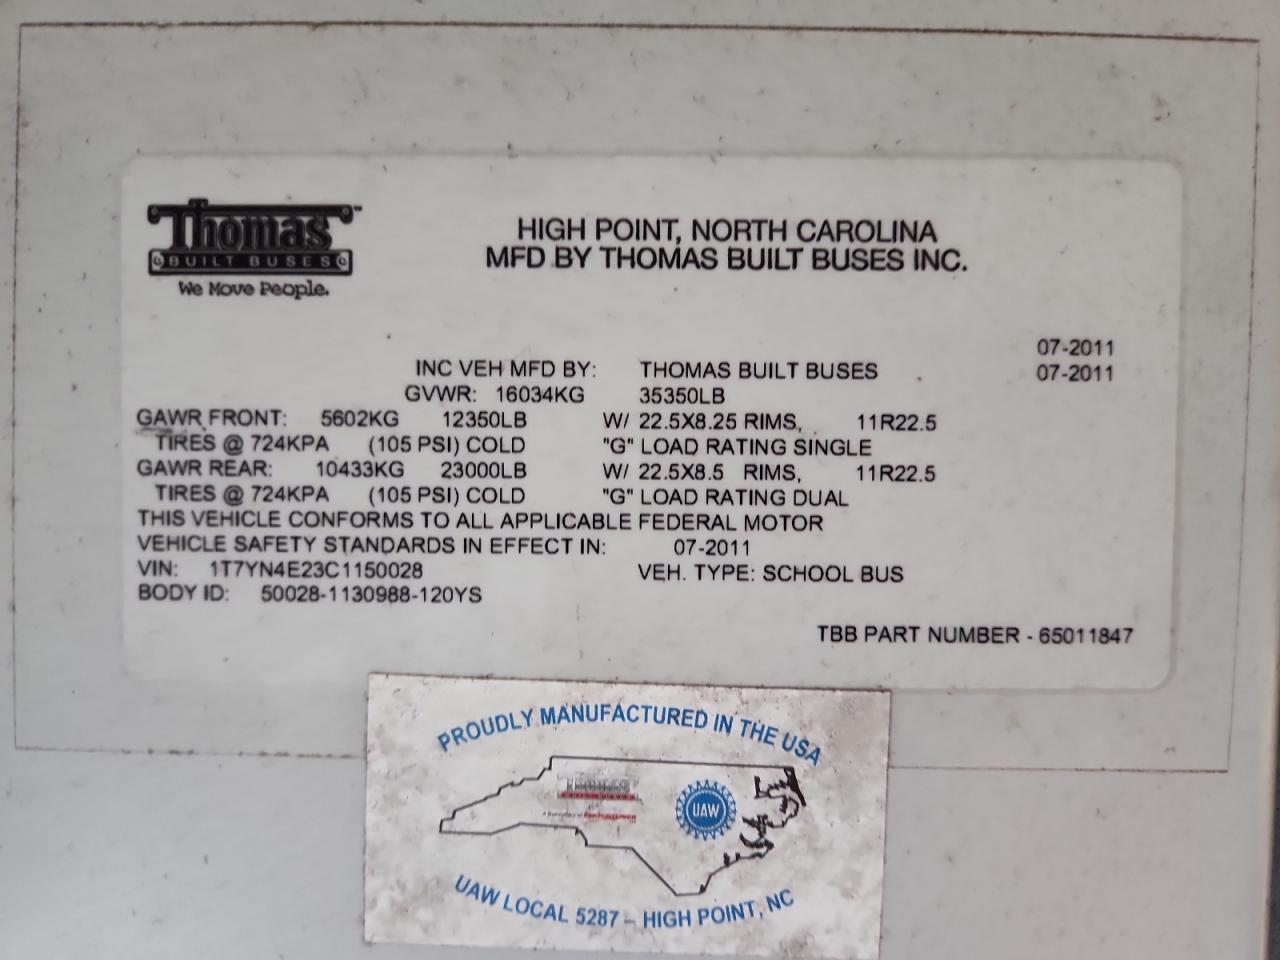 Thomas™
BUILT BUSES
We Move People.
HIGH POINT, NORTH CAROLINA
MFD BY THOMAS BUILT BUSES INC.
07-2011
INC VEH MFD BY: THOMAS BUILT BUSES 07-2011
GVWR: 16034KG 35350LB
GAWR FRONT: 5602KG 12350LB W/ 22.5X8.25 RIMS, 11R22.5
TIRES @ 724KPA (105 PSI) COLD "G" LOAD RATING SINGLE
GAWR REAR: 10433KG 23000LB W/ 22.5X8.5 RIMS, 11R22.5
TIRES @ 724KPA (105 PSI) COLD "G" LOAD RATING DUAL
THIS VEHICLE CONFORMS TO ALL APPLICABLE FEDERAL MOTOR
VEHICLE SAFETY STANDARDS IN EFFECT IN: 07-2011
VIN: 1T7YN4E23C1150028 VEH. TYPE: SCHOOL BUS
BODY ID: 50028-1130988-120YS
TBB PART NUMBER - 65011847
PROUDLY MANUFACTURED IN THE USA
THOMAS
BUILT BUSES
UAW
UAW LOCAL 5287 – HIGH POINT, NC